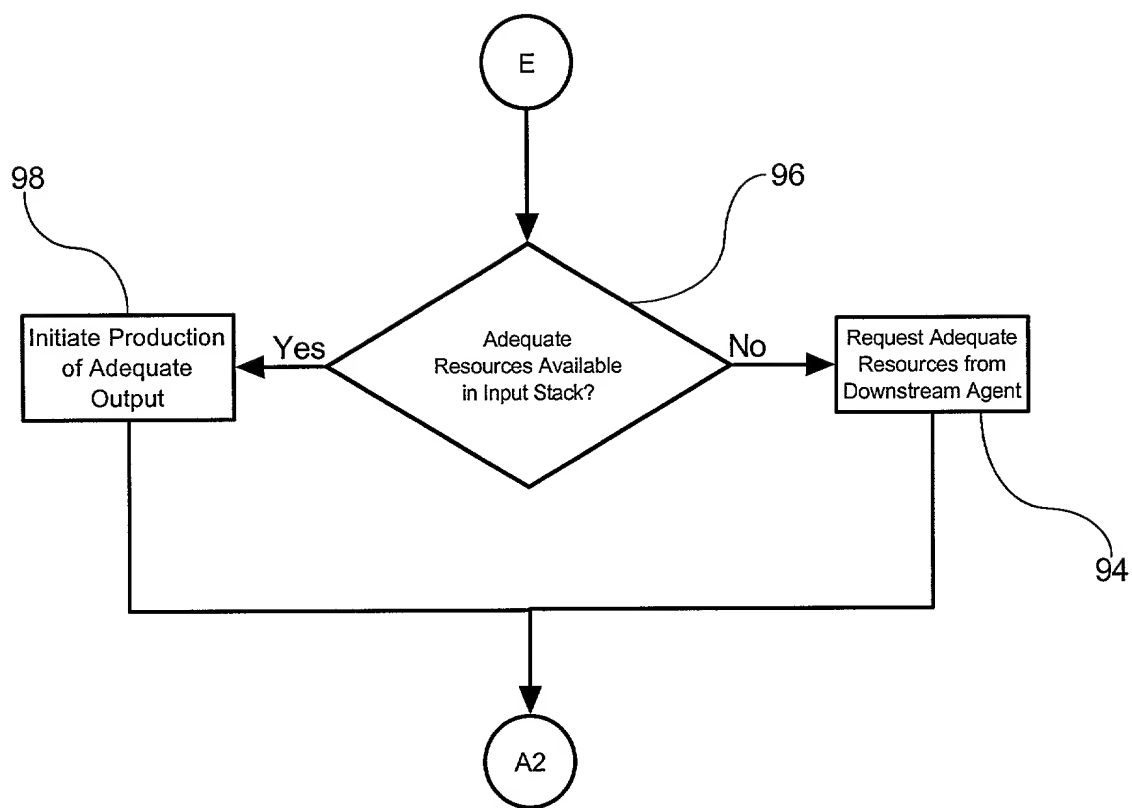 E
98
96
Initiate Production
of Adequate
Output
Yes
Adequate
Resources Available
in Input Stack?
No
Request Adequate
Resources from
Downstream Agent
94
A2